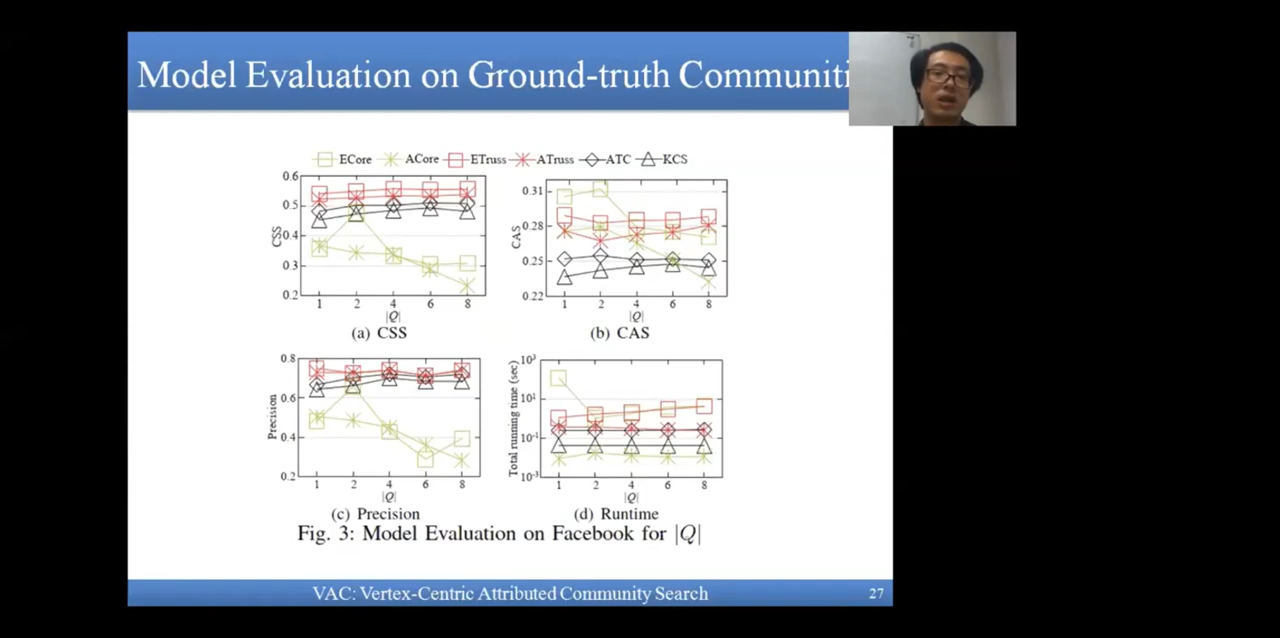 Model Evaluation on Ground-truth Communiti
ECore ACore ETruss ATruss ATC KCS
0.6
0.5
0.4
0.3
0.2
CSS
1 2 4 6 8
|Q|
(a) CSS
0.31
0.28
0.25
0.22
CAS
1 2 4 6 8
|Q|
(b) CAS
0.8
0.6
0.4
0.2
Precision
1 2 4 6 8
|Q|
(c) Precision
10³
10¹
10⁻¹
10⁻³
Total running time (sec)
1 2 4 6 8
|Q|
(d) Runtime
Fig. 3: Model Evaluation on Facebook for |Q|
VAC: Vertex-Centric Attributed Community Search
27